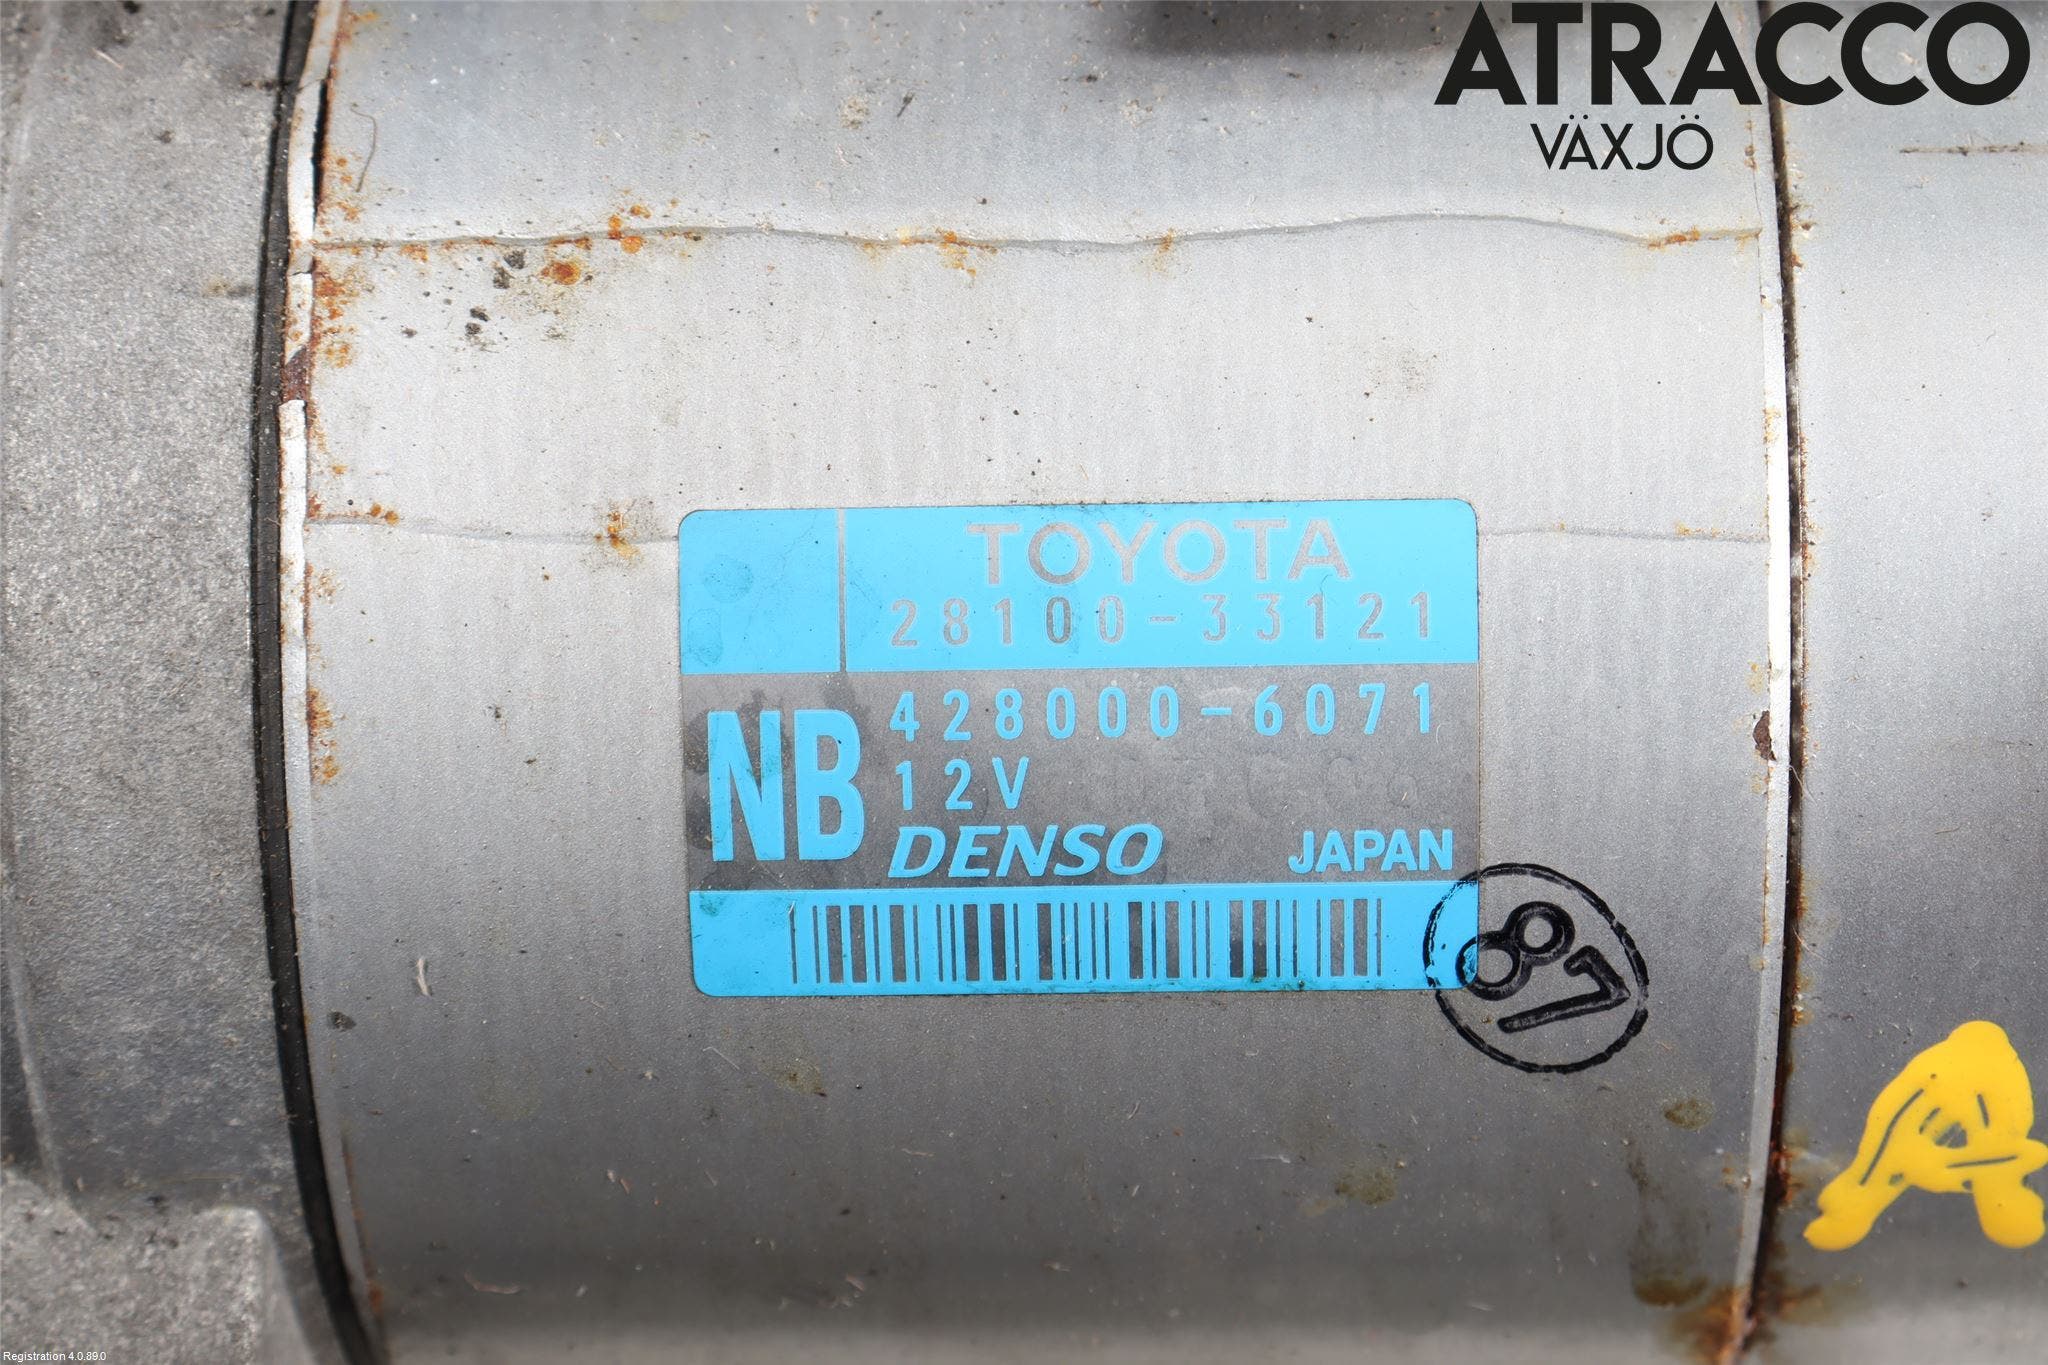 ATRACCO
VÄXJÖ
TOYOTA
28100-33121
NB
428000-6071
12V
DENSO JAPAN
87
A
Registration 4.0.89.0